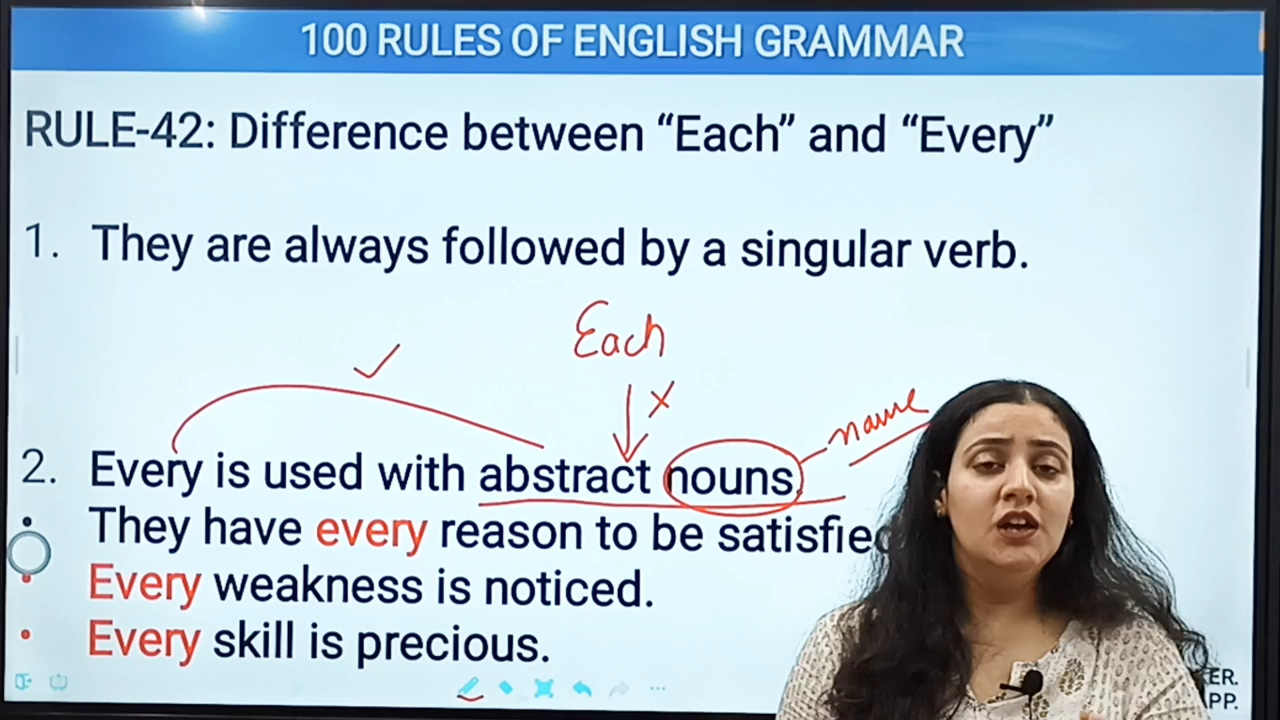 100 RULES OF ENGLISH GRAMMAR
RULE-42: Difference between “Each” and “Every”
1. They are always followed by a singular verb.
Each
x
name
2. Every is used with abstract nouns.
• They have every reason to be satisfie
• Every weakness is noticed.
• Every skill is precious.
ER.
PP.